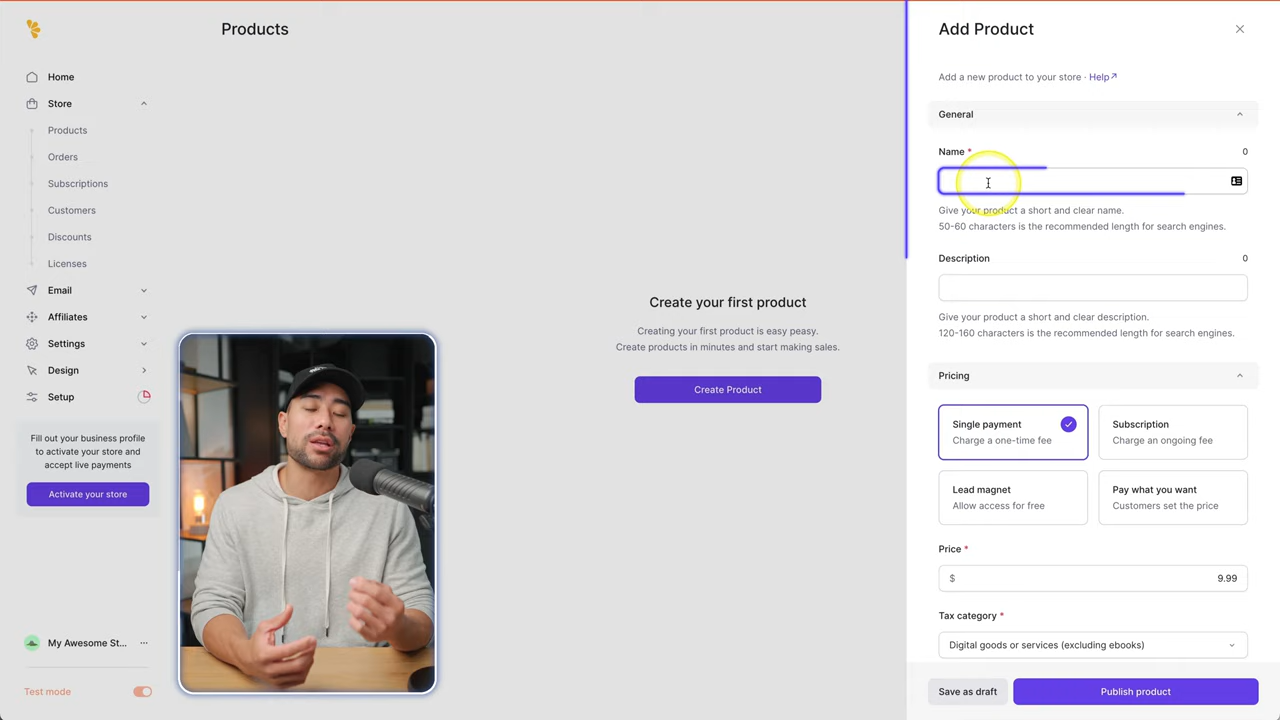 Products
Home
Store
Products
Orders
Subscriptions
Customers
Discounts
Licenses
Email
Affiliates
Settings
Design
Setup
Fill out your business profile
to activate your store and
accept live payments
Activate your store
My Awesome St...
Test mode
Create your first product
Creating your first product is easy peasy.
Create products in minutes and start making sales.
Create Product
Add Product
Add a new product to your store · Help↗
General
Name * 0
Give your product a short and clear name.
50-60 characters is the recommended length for search engines.
Description 0
Give your product a short and clear description.
120-160 characters is the recommended length for search engines.
Pricing
Single payment
Charge a one-time fee
Subscription
Charge an ongoing fee
Lead magnet
Allow access for free
Pay what you want
Customers set the price
Price *
$ 9.99
Tax category *
Digital goods or services (excluding ebooks)
Save as draft
Publish product